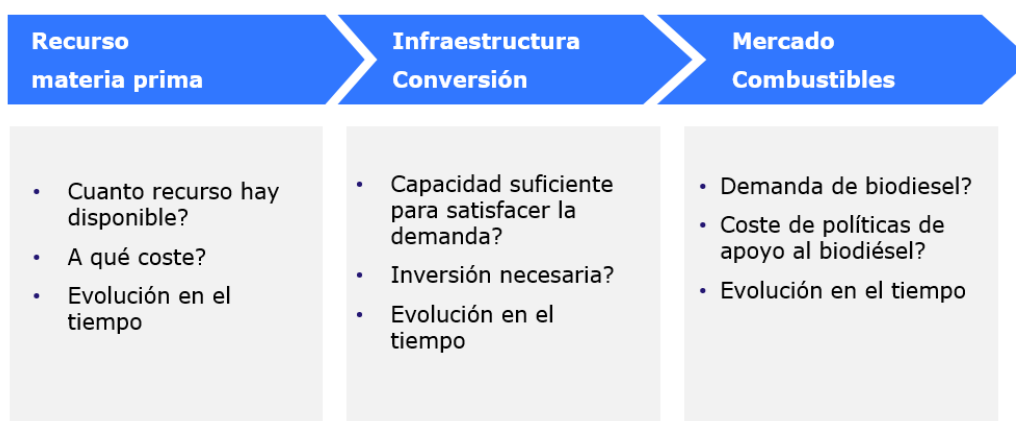 Recurso
materia prima
Infraestructura
Conversión
Mercado
Combustibles
• Cuanto recurso hay
disponible?
• A qué coste?
• Evolución en el
tiempo
• Capacidad suficiente
para satisfacer la
demanda?
• Inversión necesaria?
• Evolución en el
tiempo
• Demanda de biodiesel?
• Coste de políticas de
apoyo al biodiésel?
• Evolución en el tiempo